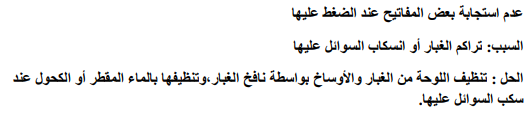 عدم استجابة بعض المفاتيح عند الضغط عليها
السبب: تراكم الغبار أو انسكاب السوائل عليها
الحل : تنظيف اللوحة من الغبار والأوساخ بواسطة نافخ الغبار،وتنظيفها بالماء المقطر أو الكحول عند
سكب السوائل عليها.